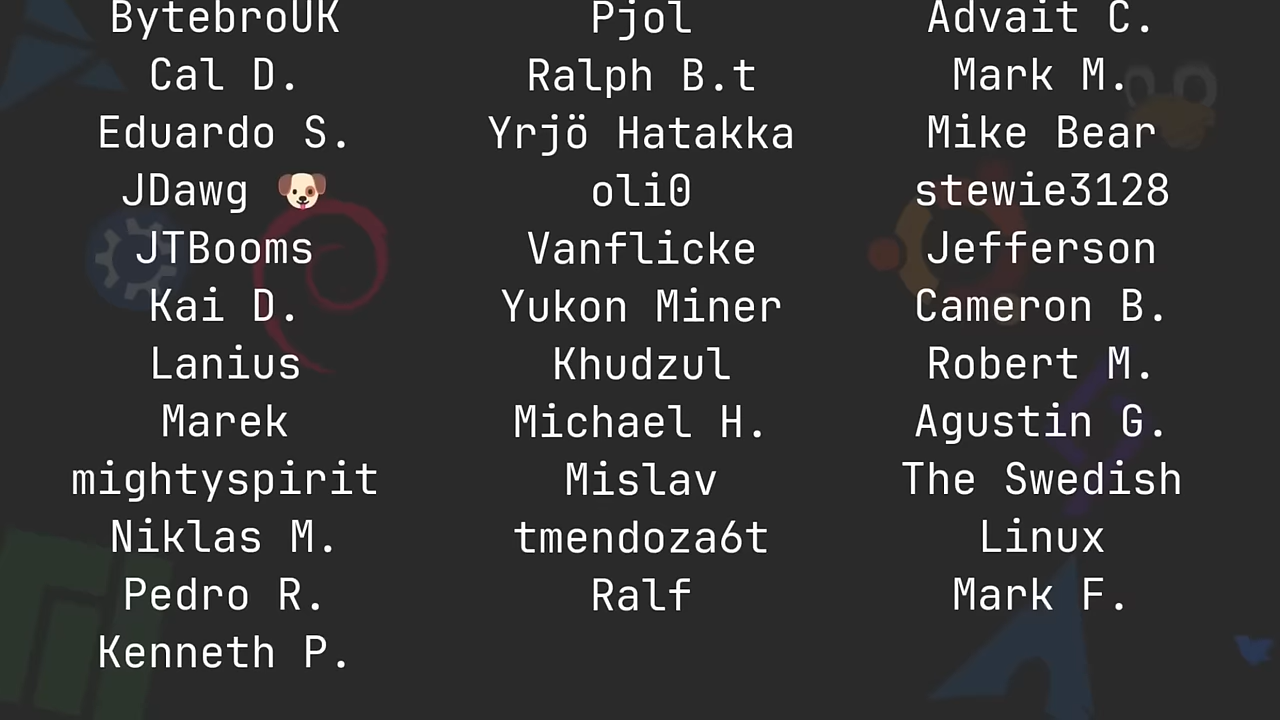 BytebroUK
Cal D.
Eduardo S.
JDawg 🐶
JTBooms
Kai D.
Lanius
Marek
mightyspirit
Niklas M.
Pedro R.
Kenneth P.
Pjol
Ralph B.t
Yrjö Hatakka
oli0
Vanflicke
Yukon Miner
Khudzul
Michael H.
Mislav
tmendoza6t
Ralf
Advait C.
Mark M.
Mike Bear
stewie3128
Jefferson
Cameron B.
Robert M.
Agustin G.
The Swedish
Linux
Mark F.